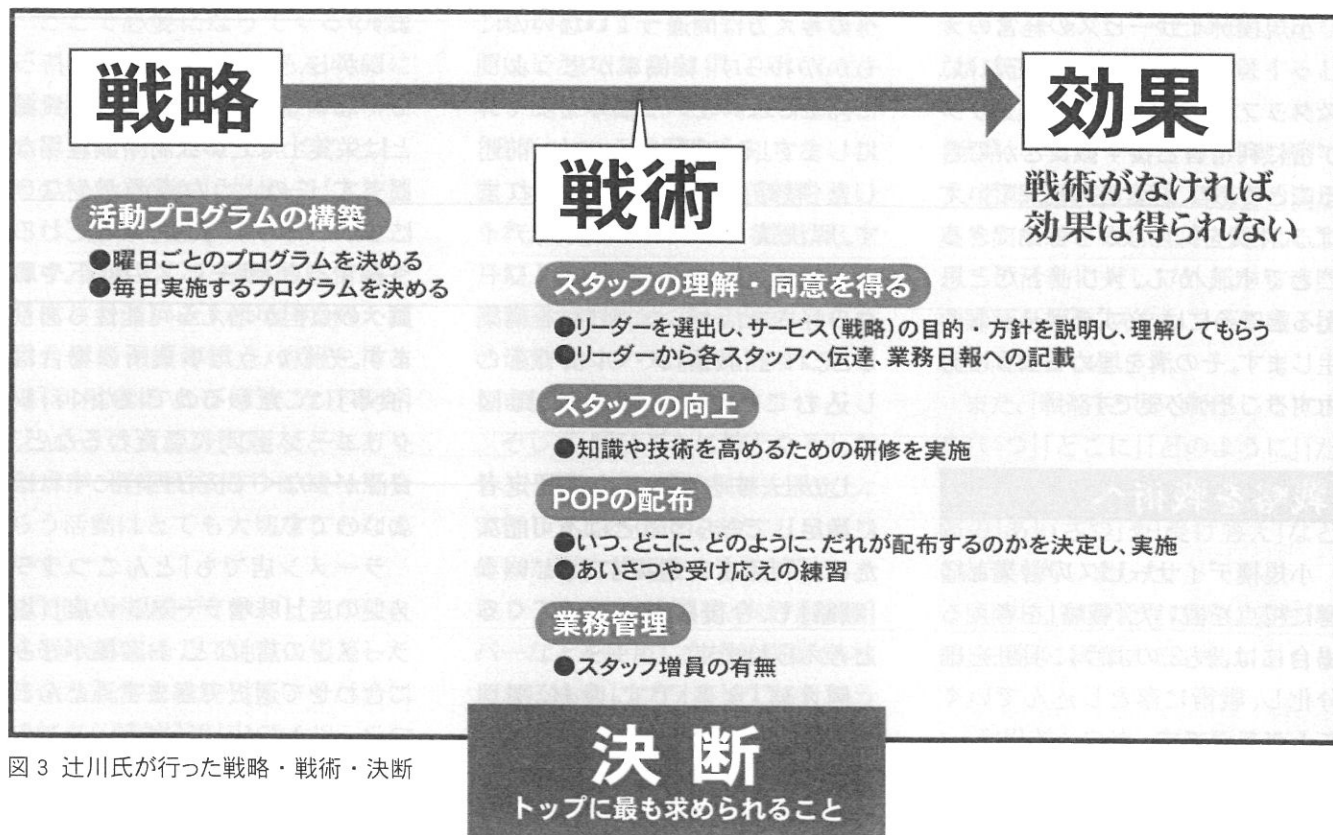 戦略
活動プログラムの構築
●曜日ごとのプログラムを決める
●毎日実施するプログラムを決める
戦術
スタッフの理解・同意を得る
●リーダーを選出し、サービス(戦略)の目的・方針を説明し、理解してもらう
●リーダーから各スタッフへ伝達、業務日報への記載
スタッフの向上
●知識や技術を高めるための研修を実施
POPの配布
●いつ、どこに、どのように、だれが配布するのかを決定し、実施
●あいさつや受け応えの練習
業務管理
●スタッフ増員の有無
効果
戦術がなければ
効果は得られない
決断
トップに最も求められること
図3 辻川氏が行った戦略・戦術・決断